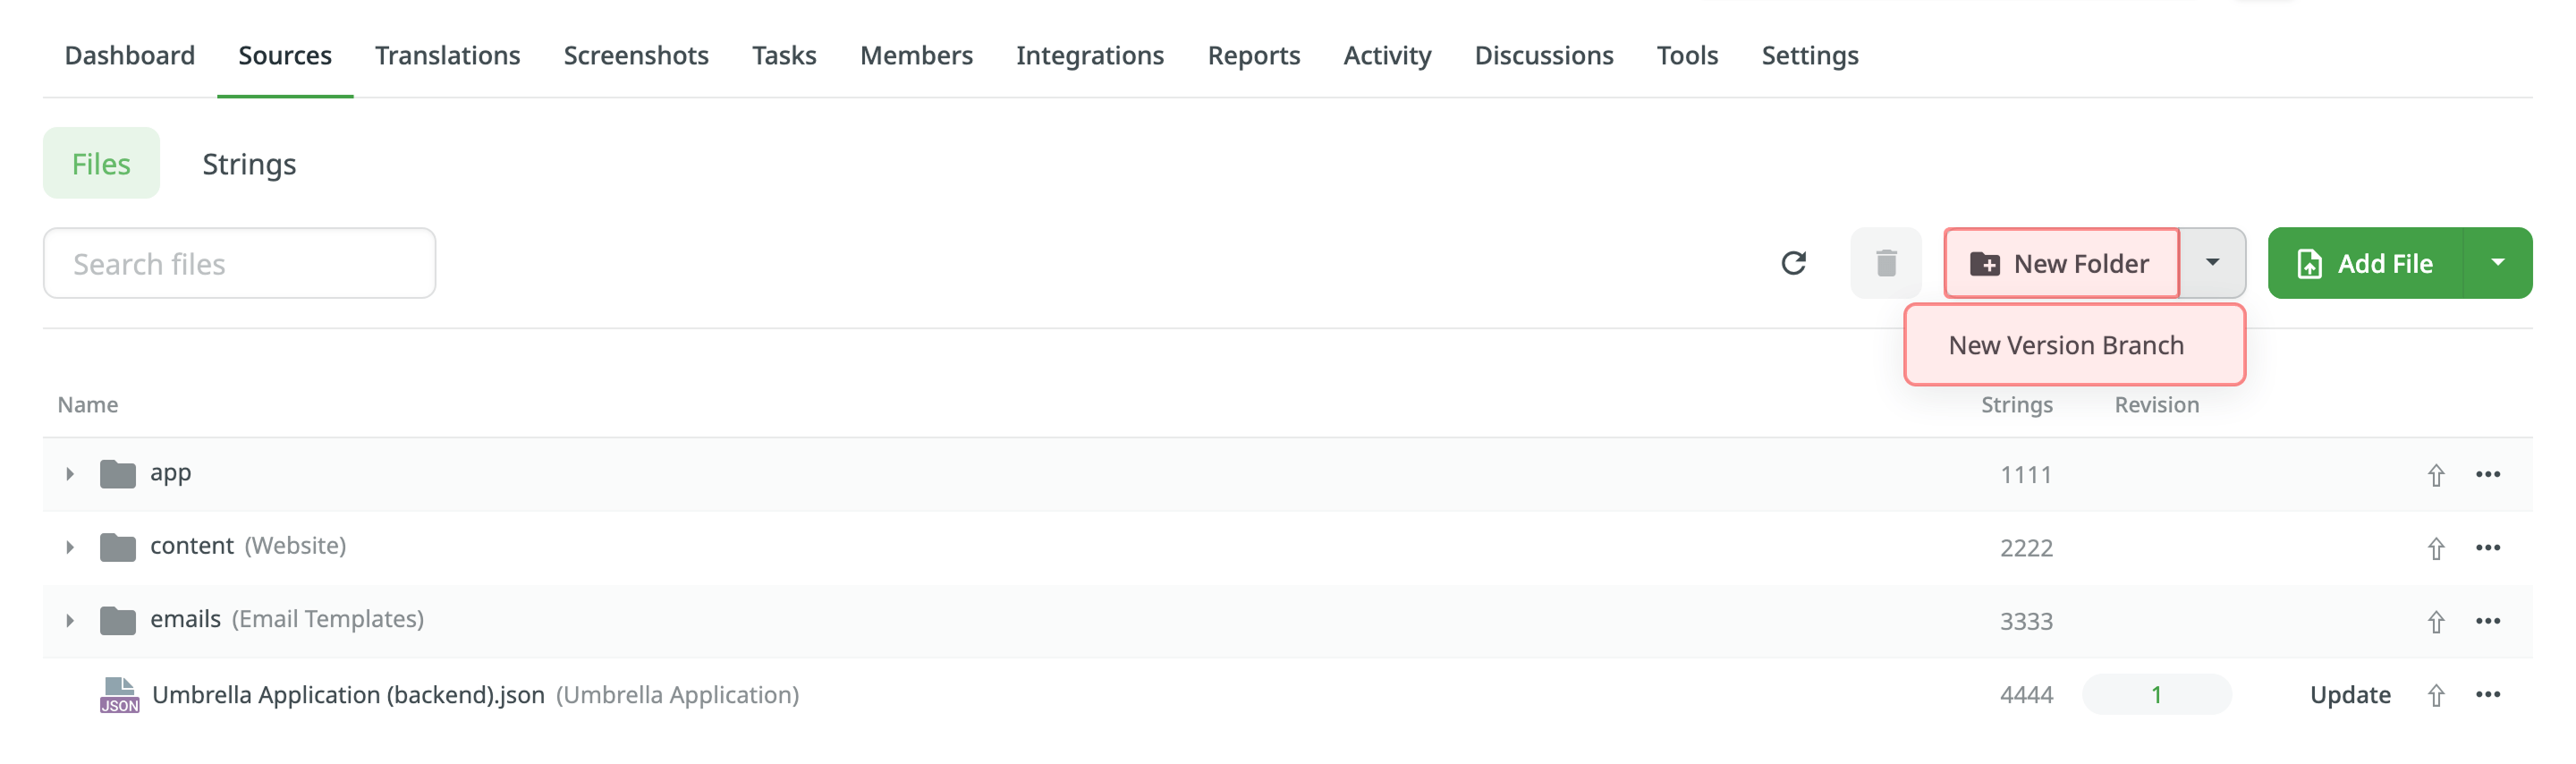 Dashboard Sources Translations Screenshots Tasks Members Integrations Reports Activity Discussions Tools Settings
Files Strings
Search files New Folder Add File
New Version Branch
Name Strings Revision
app 1111
content (Website) 2222
emails (Email Templates) 3333
JSON Umbrella Application (backend).json (Umbrella Application) 4444 1 Update